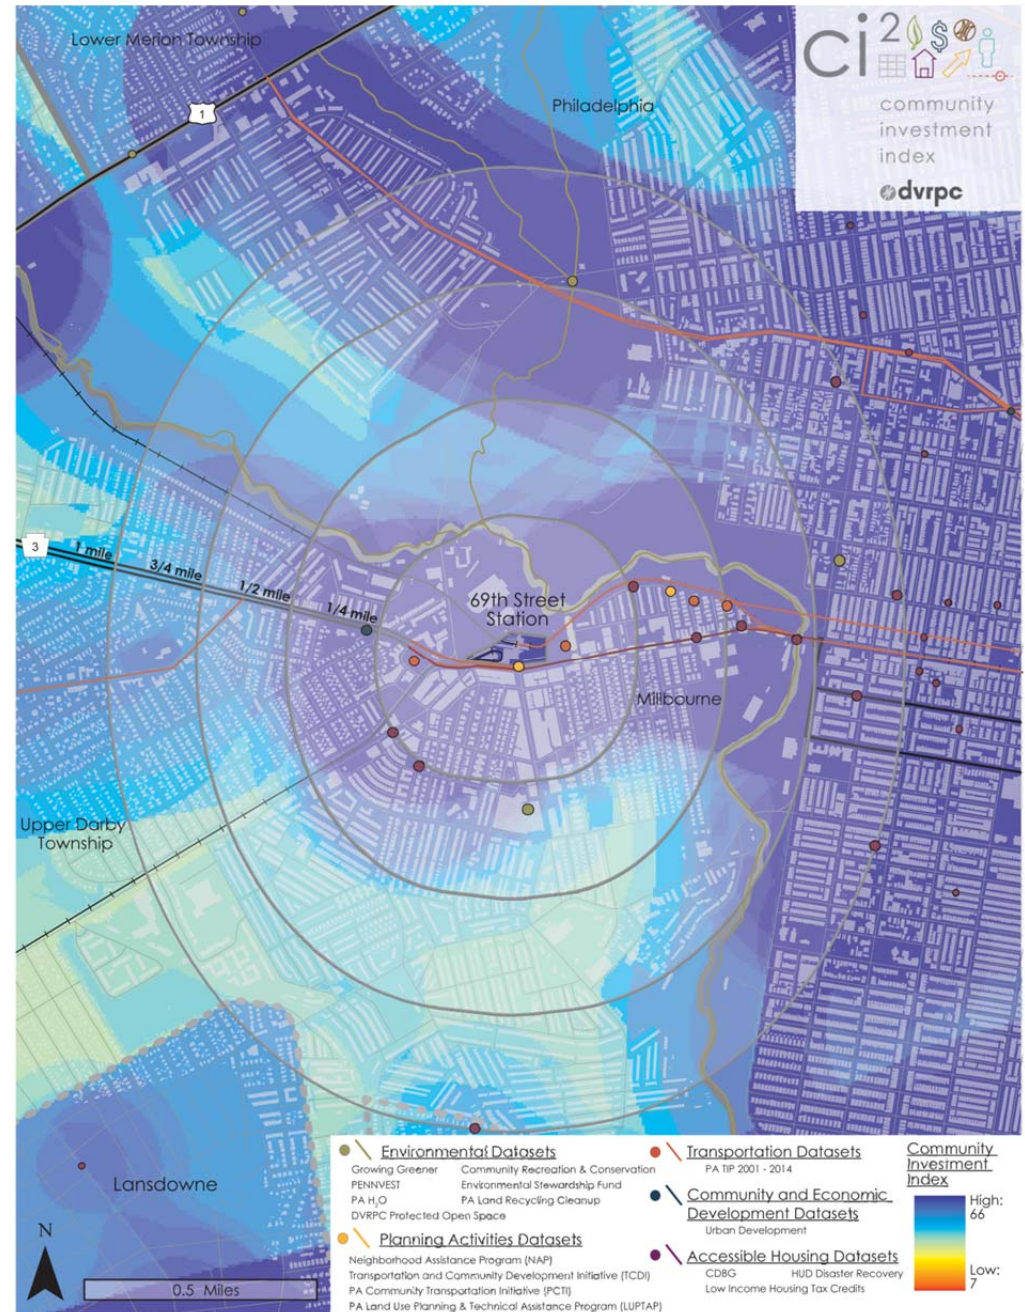 Lower Merion Township
1
Philadelphia
ci²
$
community
investment
index
dvrpc
3
1 mile
3/4 mile
1/2 mile
1/4 mile
69th Street
Station
Millbourne
Upper Darby
Township
Lansdowne
N
0.5 Miles
Environmental Datasets
Growing Greener Community Recreation & Conservation
PENNVEST Environmental Stewardship Fund
PA H₂O PA Land Recycling Cleanup
DVRPC Protected Open Space
Planning Activities Datasets
Neighborhood Assistance Program (NAP)
Transportation and Community Development Initiative (TCDI)
PA Community Transportation Initiative (PCTI)
PA Land Use Planning & Technical Assistance Program (LUPTAP)
Transportation Datasets
PA TIP 2001 - 2014
Community and Economic
Development Datasets
Urban Development
Accessible Housing Datasets
CDBG HUD Disaster Recovery
Low Income Housing Tax Credits
Community
Investment
Index
High:
66
Low:
7